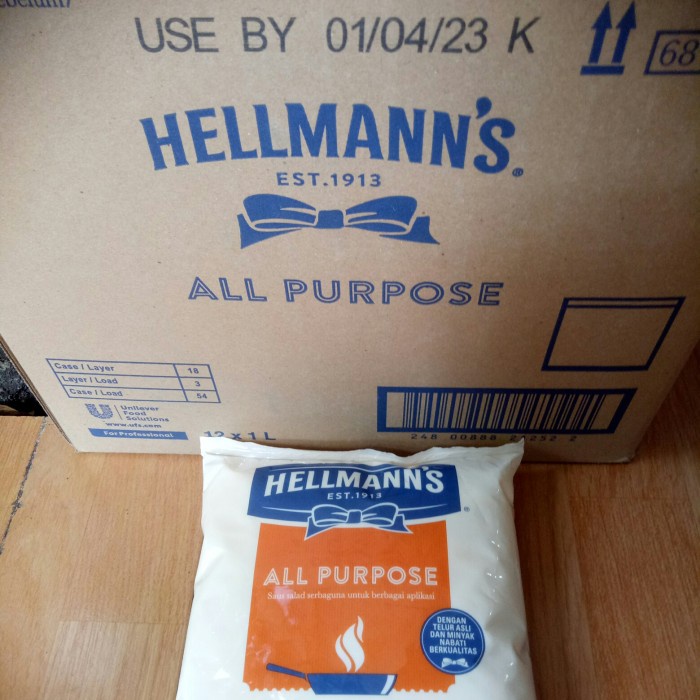 USE BY 01/04/23 K
68
HELLMANN'S®
EST.1913
ALL PURPOSE
Case / Layer 18
Layer / Load 3
Case / Load 54
Unilever
Food
Solutions
www.ufs.com
For Professional
12 x 1 L
HELLMANN'S®
EST.1913
ALL PURPOSE
Saus salad serbaguna untuk berbagai aplikasi
DENGAN
TELUR ASLI
DAN MINYAK
NABATI
BERKUALITAS